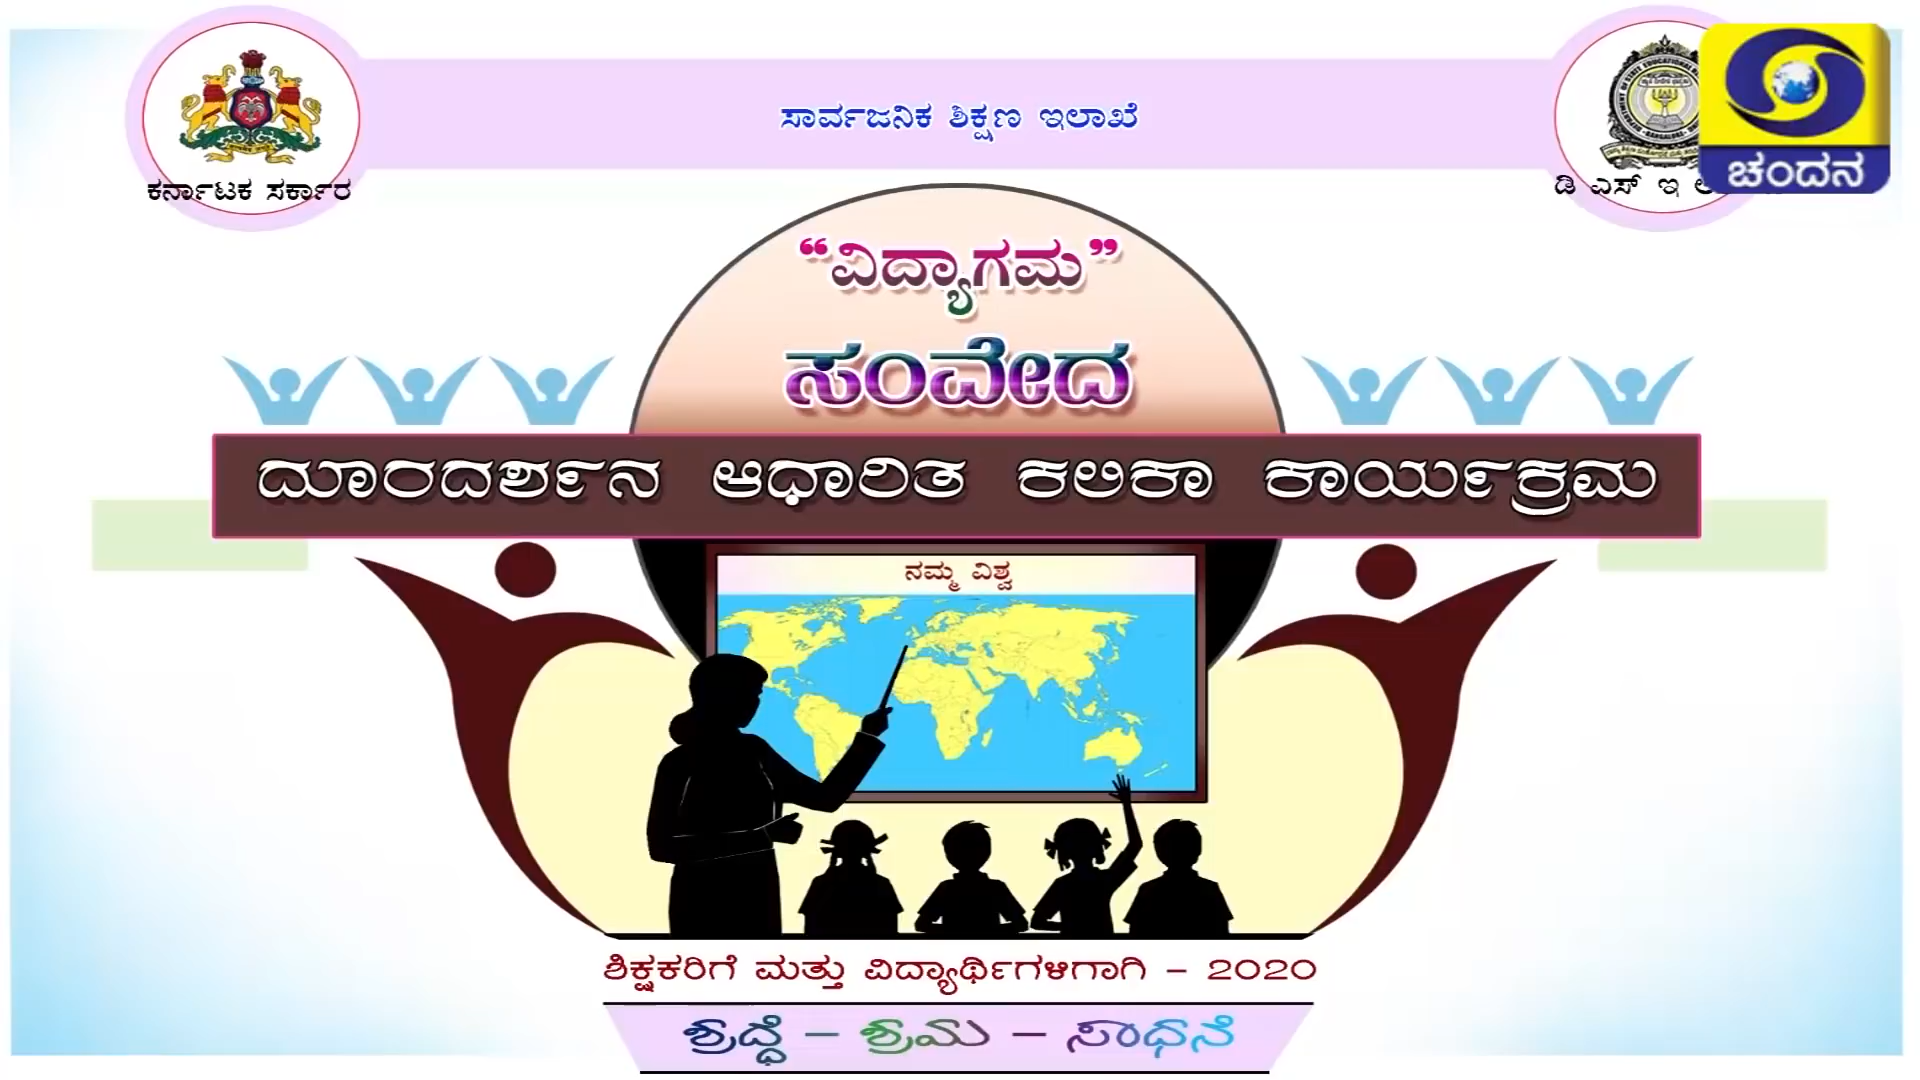 ಸಾರ್ವಜನಿಕ ಶಿಕ್ಷಣ ಇಲಾಖೆ
ಕರ್ನಾಟಕ ಸರ್ಕಾರ
ಡಿ ಎಸ್ ಇ
ಚಂದನ
“ವಿದ್ಯಾಗಮ”
ಸಂವೇದ
ದೂರದರ್ಶನ ಆಧಾರಿತ ಕಲಿಕಾ ಕಾರ್ಯಕ್ರಮ
ನಮ್ಮ ವಿಶ್ವ
ಶಿಕ್ಷಕರಿಗೆ ಮತ್ತು ವಿದ್ಯಾರ್ಥಿಗಳಿಗಾಗಿ - 2020
ಶ್ರದ್ಧೆ - ಶ್ರಮ - ಸಾಧನೆ